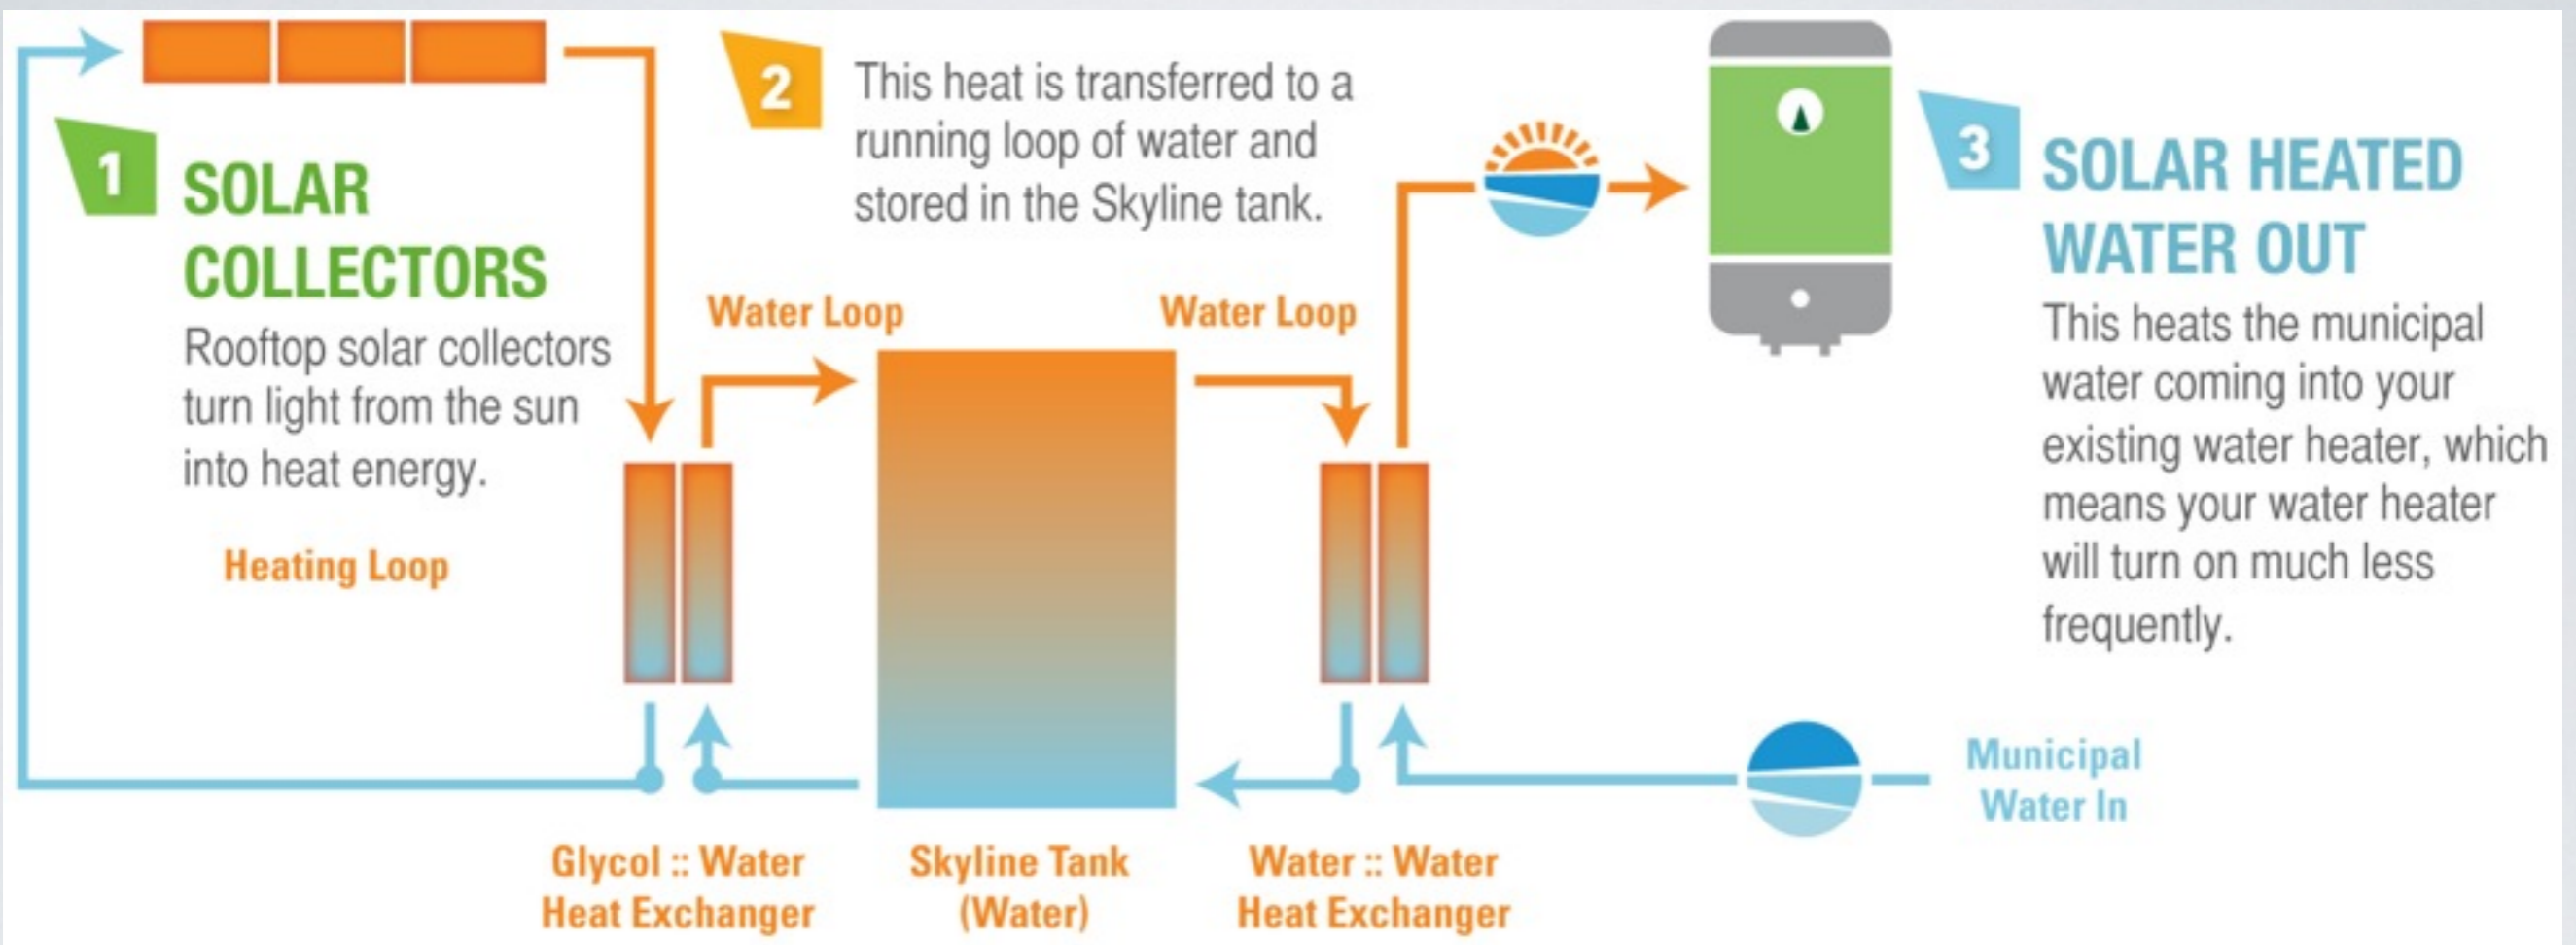 1
SOLAR
COLLECTORS
Rooftop solar collectors
turn light from the sun
into heat energy.
Heating Loop
2
This heat is transferred to a
running loop of water and
stored in the Skyline tank.
Water Loop
Water Loop
3
SOLAR HEATED
WATER OUT
This heats the municipal
water coming into your
existing water heater, which
means your water heater
will turn on much less
frequently.
Municipal
Water In
Glycol :: Water
Heat Exchanger
Skyline Tank
(Water)
Water :: Water
Heat Exchanger